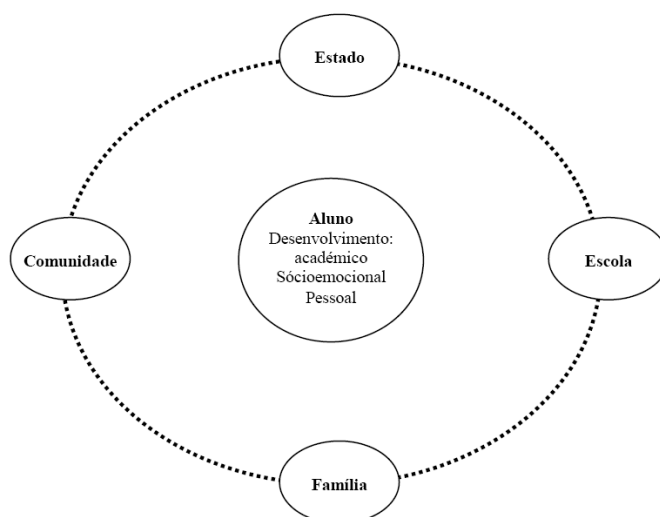 Estado
Aluno
Desenvolvimento:
académico
Sócioemocional
Pessoal
Comunidade
Escola
Família